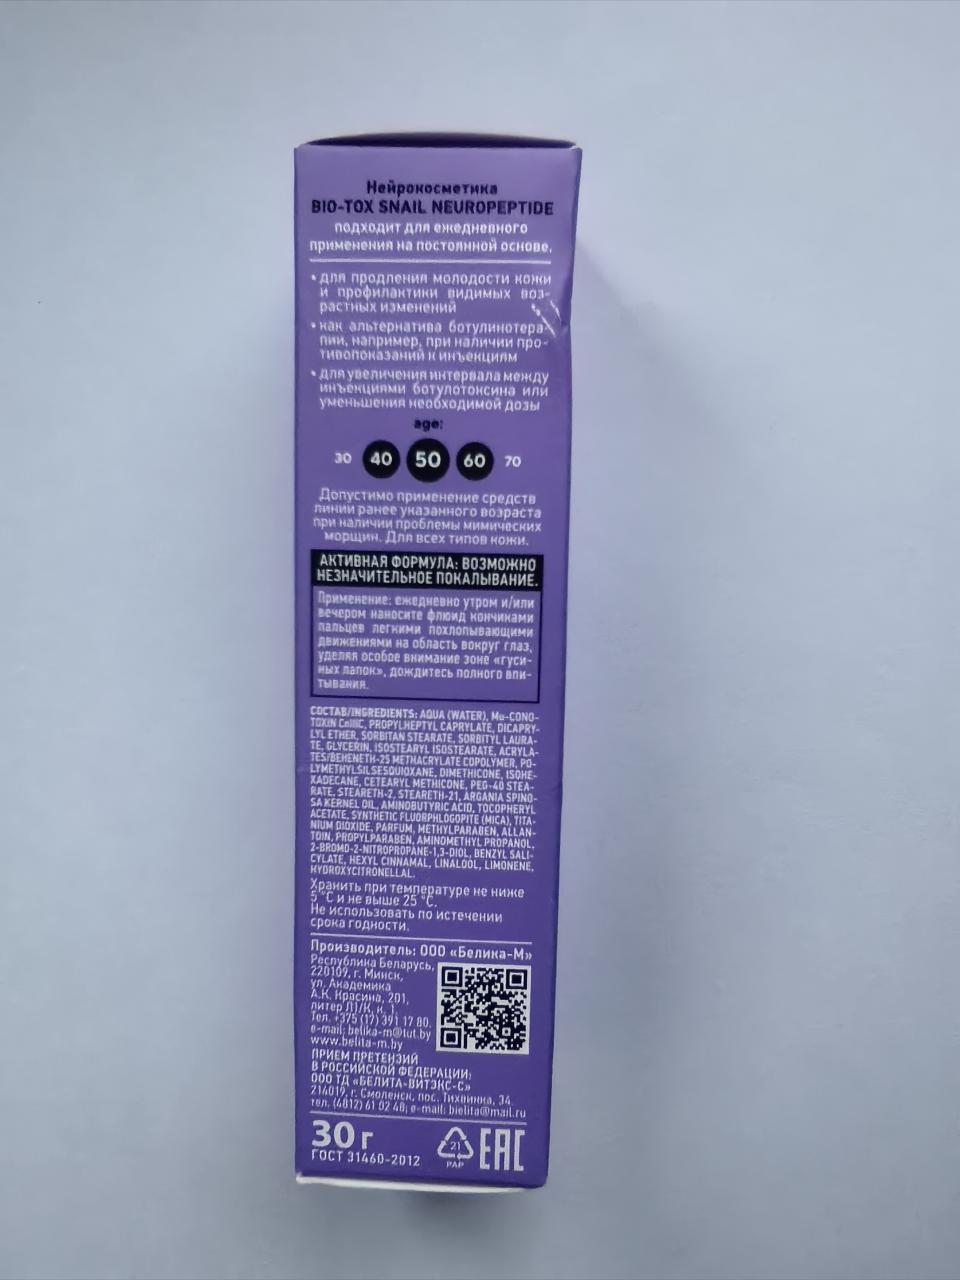 Нейрокосметика
BIO-TOX SNAIL NEUROPEPTIDE
подходит для ежедневного
применения на постоянной основе.
• для продления молодости кожи
и профилактики видимых воз-
растных изменений
• как альтернатива ботулинотера-
пии, например, при наличии про-
тивопоказаний к инъекциям
• для увеличения интервала между
инъекциями ботулотоксина или
уменьшения необходимой дозы
age:
30 40 50 60 70
Допустимо применение средств
линии ранее указанного возраста
при наличии проблемы мимических
морщин. Для всех типов кожи.
АКТИВНАЯ ФОРМУЛА: ВОЗМОЖНО
НЕЗНАЧИТЕЛЬНОЕ ПОКАЛЫВАНИЕ.
Применение: ежедневно утром и/или
вечером наносите флюид кончиками
пальцев легкими похлопывающими
движениями на область вокруг глаз,
уделяя особое внимание зоне «гуси-
ных лапок», дождитесь полного впи-
тывания.
СОСТАВ/INGREDIENTS: AQUA (WATER), Mu-CONO-
TOXIN CnIIIC, PROPYLHEPTYL CAPRYLATE, DICAPRY-
LYL ETHER, SORBITAN STEARATE, SORBITYL LAURA-
TE, GLYCERIN, ISOSTEARYL ISOSTEARATE, ACRYLA-
TES/BEHENETH-25 METHACRYLATE COPOLYMER, PO-
LYMETHYLSILSESQUIOXANE, DIMETHICONE, ISOHE-
XADECANE, CETEARYL METHICONE, PEG-40 STEA-
RATE, STEARETH-2, STEARETH-21, ARGANIA SPINO-
SA KERNEL OIL, AMINOBUTYRIC ACID, TOCOPHERYL
ACETATE, SYNTHETIC FLUORPHLOGOPITE (MICA), TITA-
NIUM DIOXIDE, PARFUM, METHYLPARABEN, ALLAN-
TOIN, PROPYLPARABEN, AMINOMETHYL PROPANOL,
2-BROMO-2-NITROPROPANE-1,3-DIOL, BENZYL SALI-
CYLATE, HEXYL CINNAMAL, LINALOOL, LIMONENE,
HYDROXYCITRONELLAL.
Хранить при температуре не ниже
5 °С и не выше 25 °С.
Не использовать по истечении
срока годности.
Производитель: ООО «Белика-М»
Республика Беларусь,
220109, г. Минск,
ул. Академика
А.К. Красина, 201,
литер Л1/К, к. 1,
Тел. +375 (17) 391 17 80.
e-mail: belika-m@tut.by
www.belita-m.by
ПРИЕМ ПРЕТЕНЗИЙ
В РОССИЙСКОЙ ФЕДЕРАЦИИ:
ООО ТД «БЕЛИТА-ВИТЭКС-С»
214019, г. Смоленск, пос. Тихвинка, 34.
тел. (4812) 61 02 48; e-mail: bielita@mail.ru
30 г
ГОСТ 31460-2012
21
PAP
EAC